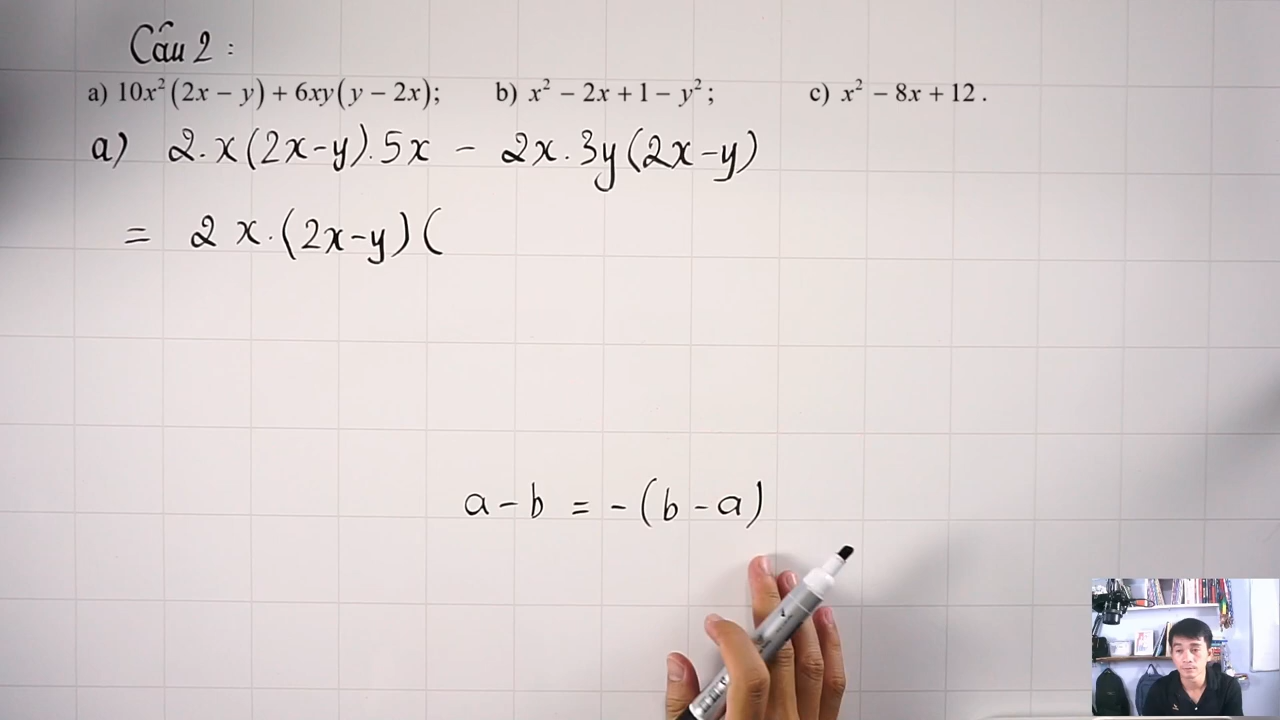 Câu 2 :
a) 10x²(2x − y) + 6xy(y − 2x); b) x² − 2x + 1 − y²; c) x² − 8x + 12.
a) 2.x(2x-y).5x - 2x.3y(2x-y)
= 2x.(2x-y)(
a-b = -(b-a)